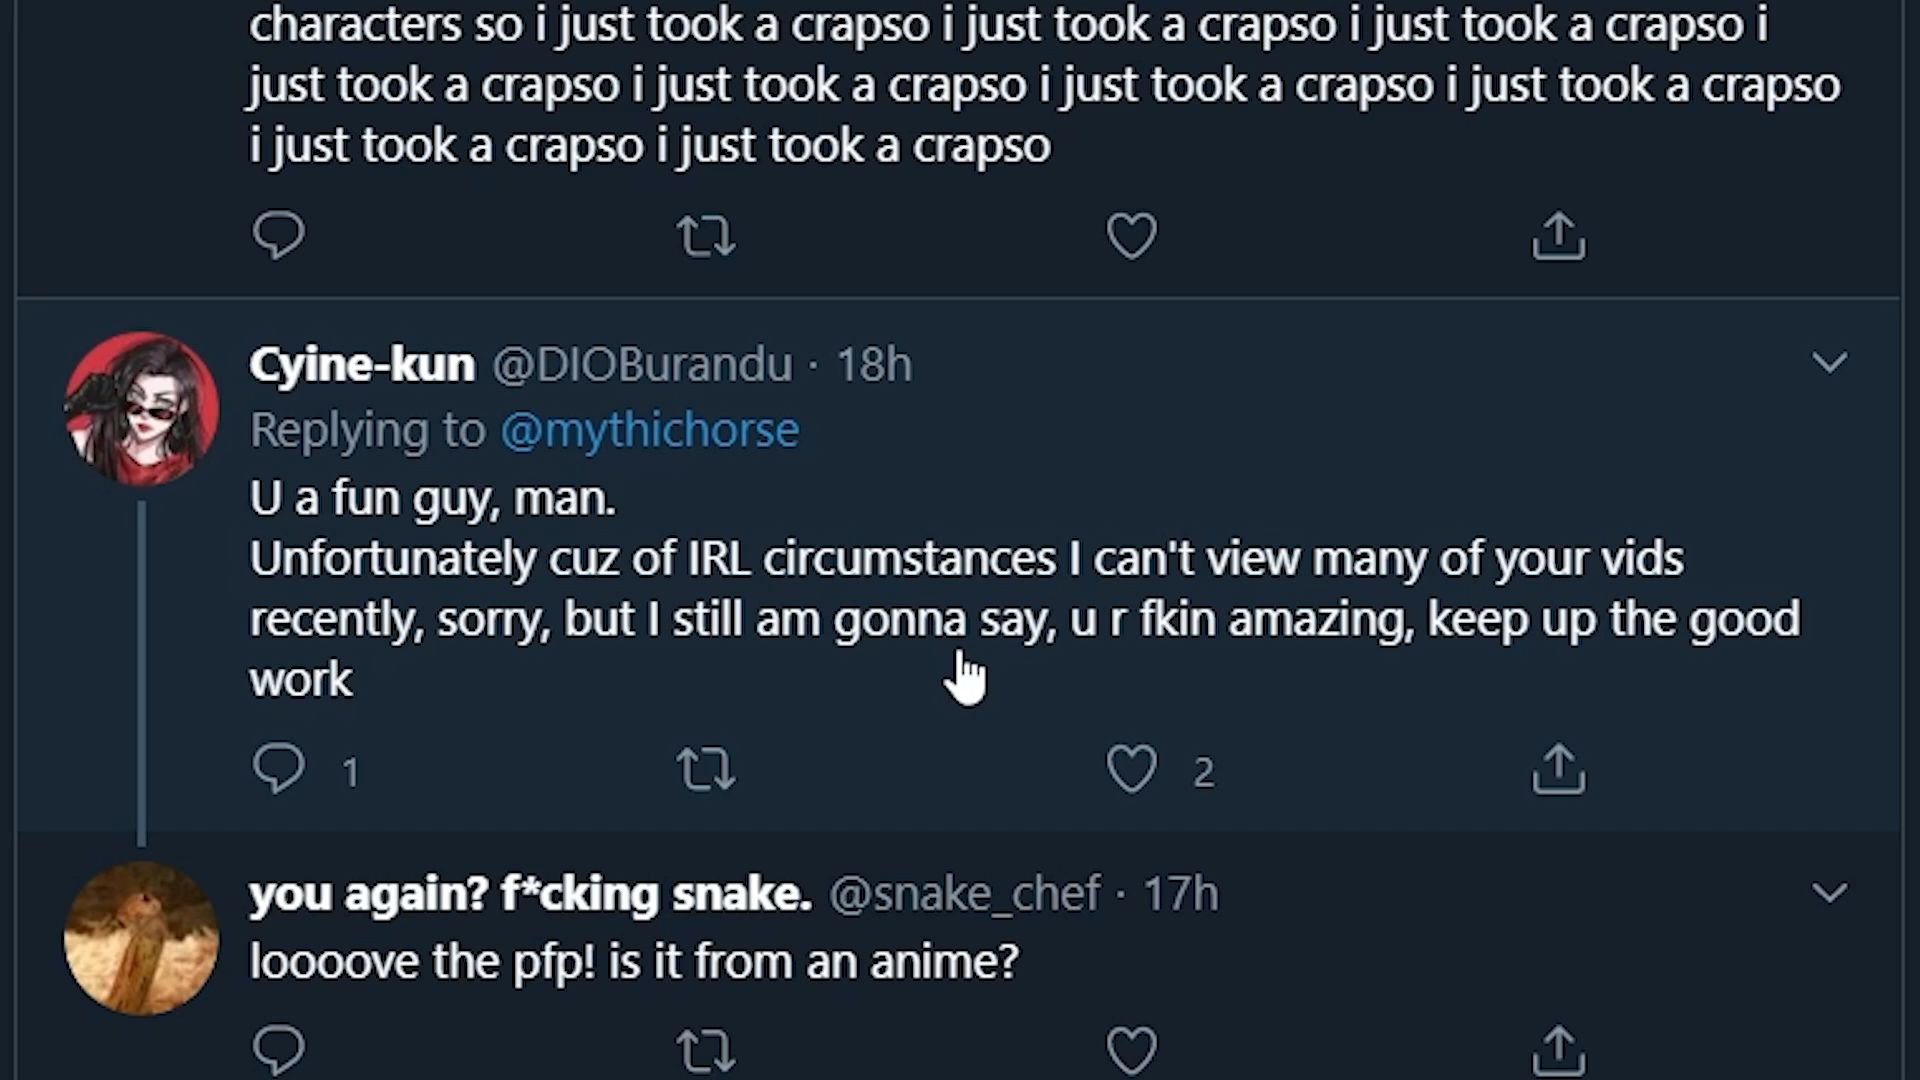 characters so i just took a crapso i just took a crapso i just took a crapso i
just took a crapso i just took a crapso i just took a crapso i just took a crapso
i just took a crapso i just took a crapso
Cyine-kun @DIOBurandu · 18h
Replying to @mythichorse
U a fun guy, man.
Unfortunately cuz of IRL circumstances I can't view many of your vids
recently, sorry, but I still am gonna say, u r fkin amazing, keep up the good
work
1 2
you again? f*cking snake. @snake_chef · 17h
loooove the pfp! is it from an anime?